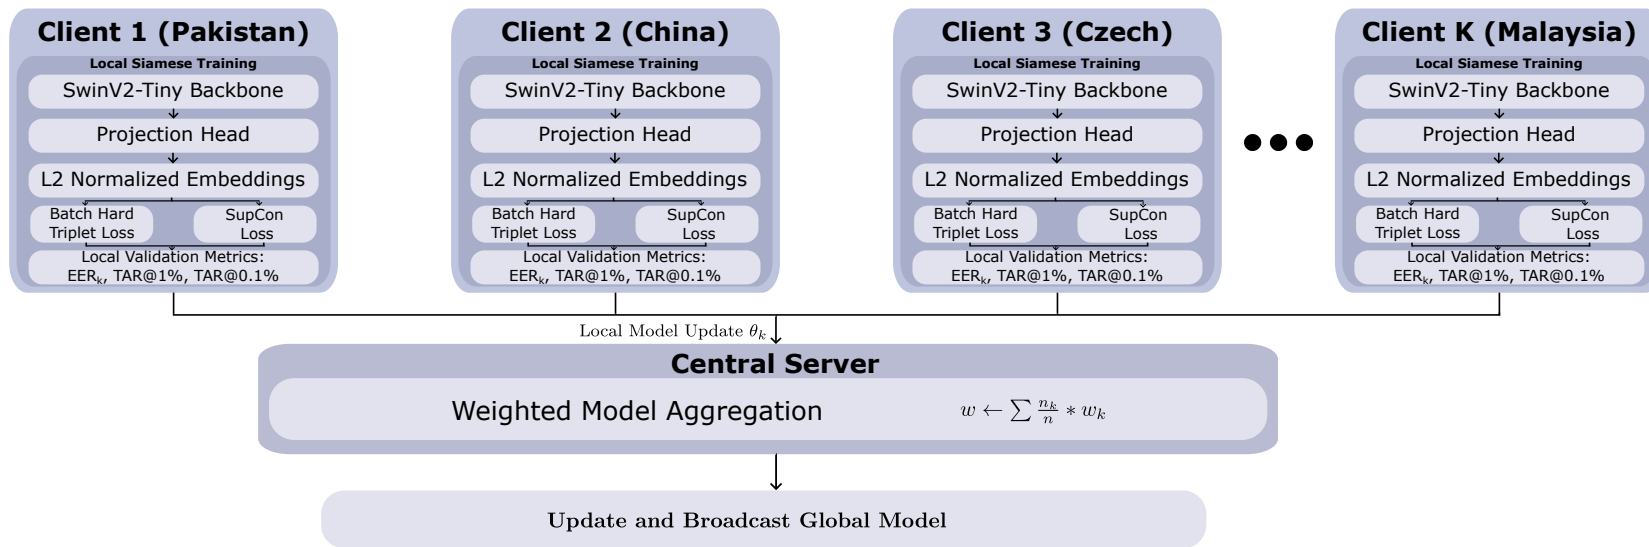 Client 1 (Pakistan)
Local Siamese Training
SwinV2-Tiny Backbone
Projection Head
L2 Normalized Embeddings
Batch Hard
Triplet Loss
SupCon
Loss
Local Validation Metrics:
EERₖ, TAR@1%, TAR@0.1%
Client 2 (China)
Local Siamese Training
SwinV2-Tiny Backbone
Projection Head
L2 Normalized Embeddings
Batch Hard
Triplet Loss
SupCon
Loss
Local Validation Metrics:
EERₖ, TAR@1%, TAR@0.1%
Client 3 (Czech)
Local Siamese Training
SwinV2-Tiny Backbone
Projection Head
L2 Normalized Embeddings
Batch Hard
Triplet Loss
SupCon
Loss
Local Validation Metrics:
EERₖ, TAR@1%, TAR@0.1%
Client K (Malaysia)
Local Siamese Training
SwinV2-Tiny Backbone
Projection Head
L2 Normalized Embeddings
Batch Hard
Triplet Loss
SupCon
Loss
Local Validation Metrics:
EERₖ, TAR@1%, TAR@0.1%
Local Model Update θₖ
Central Server
Weighted Model Aggregation w ← ∑ nₖ/n * wₖ
Update and Broadcast Global Model